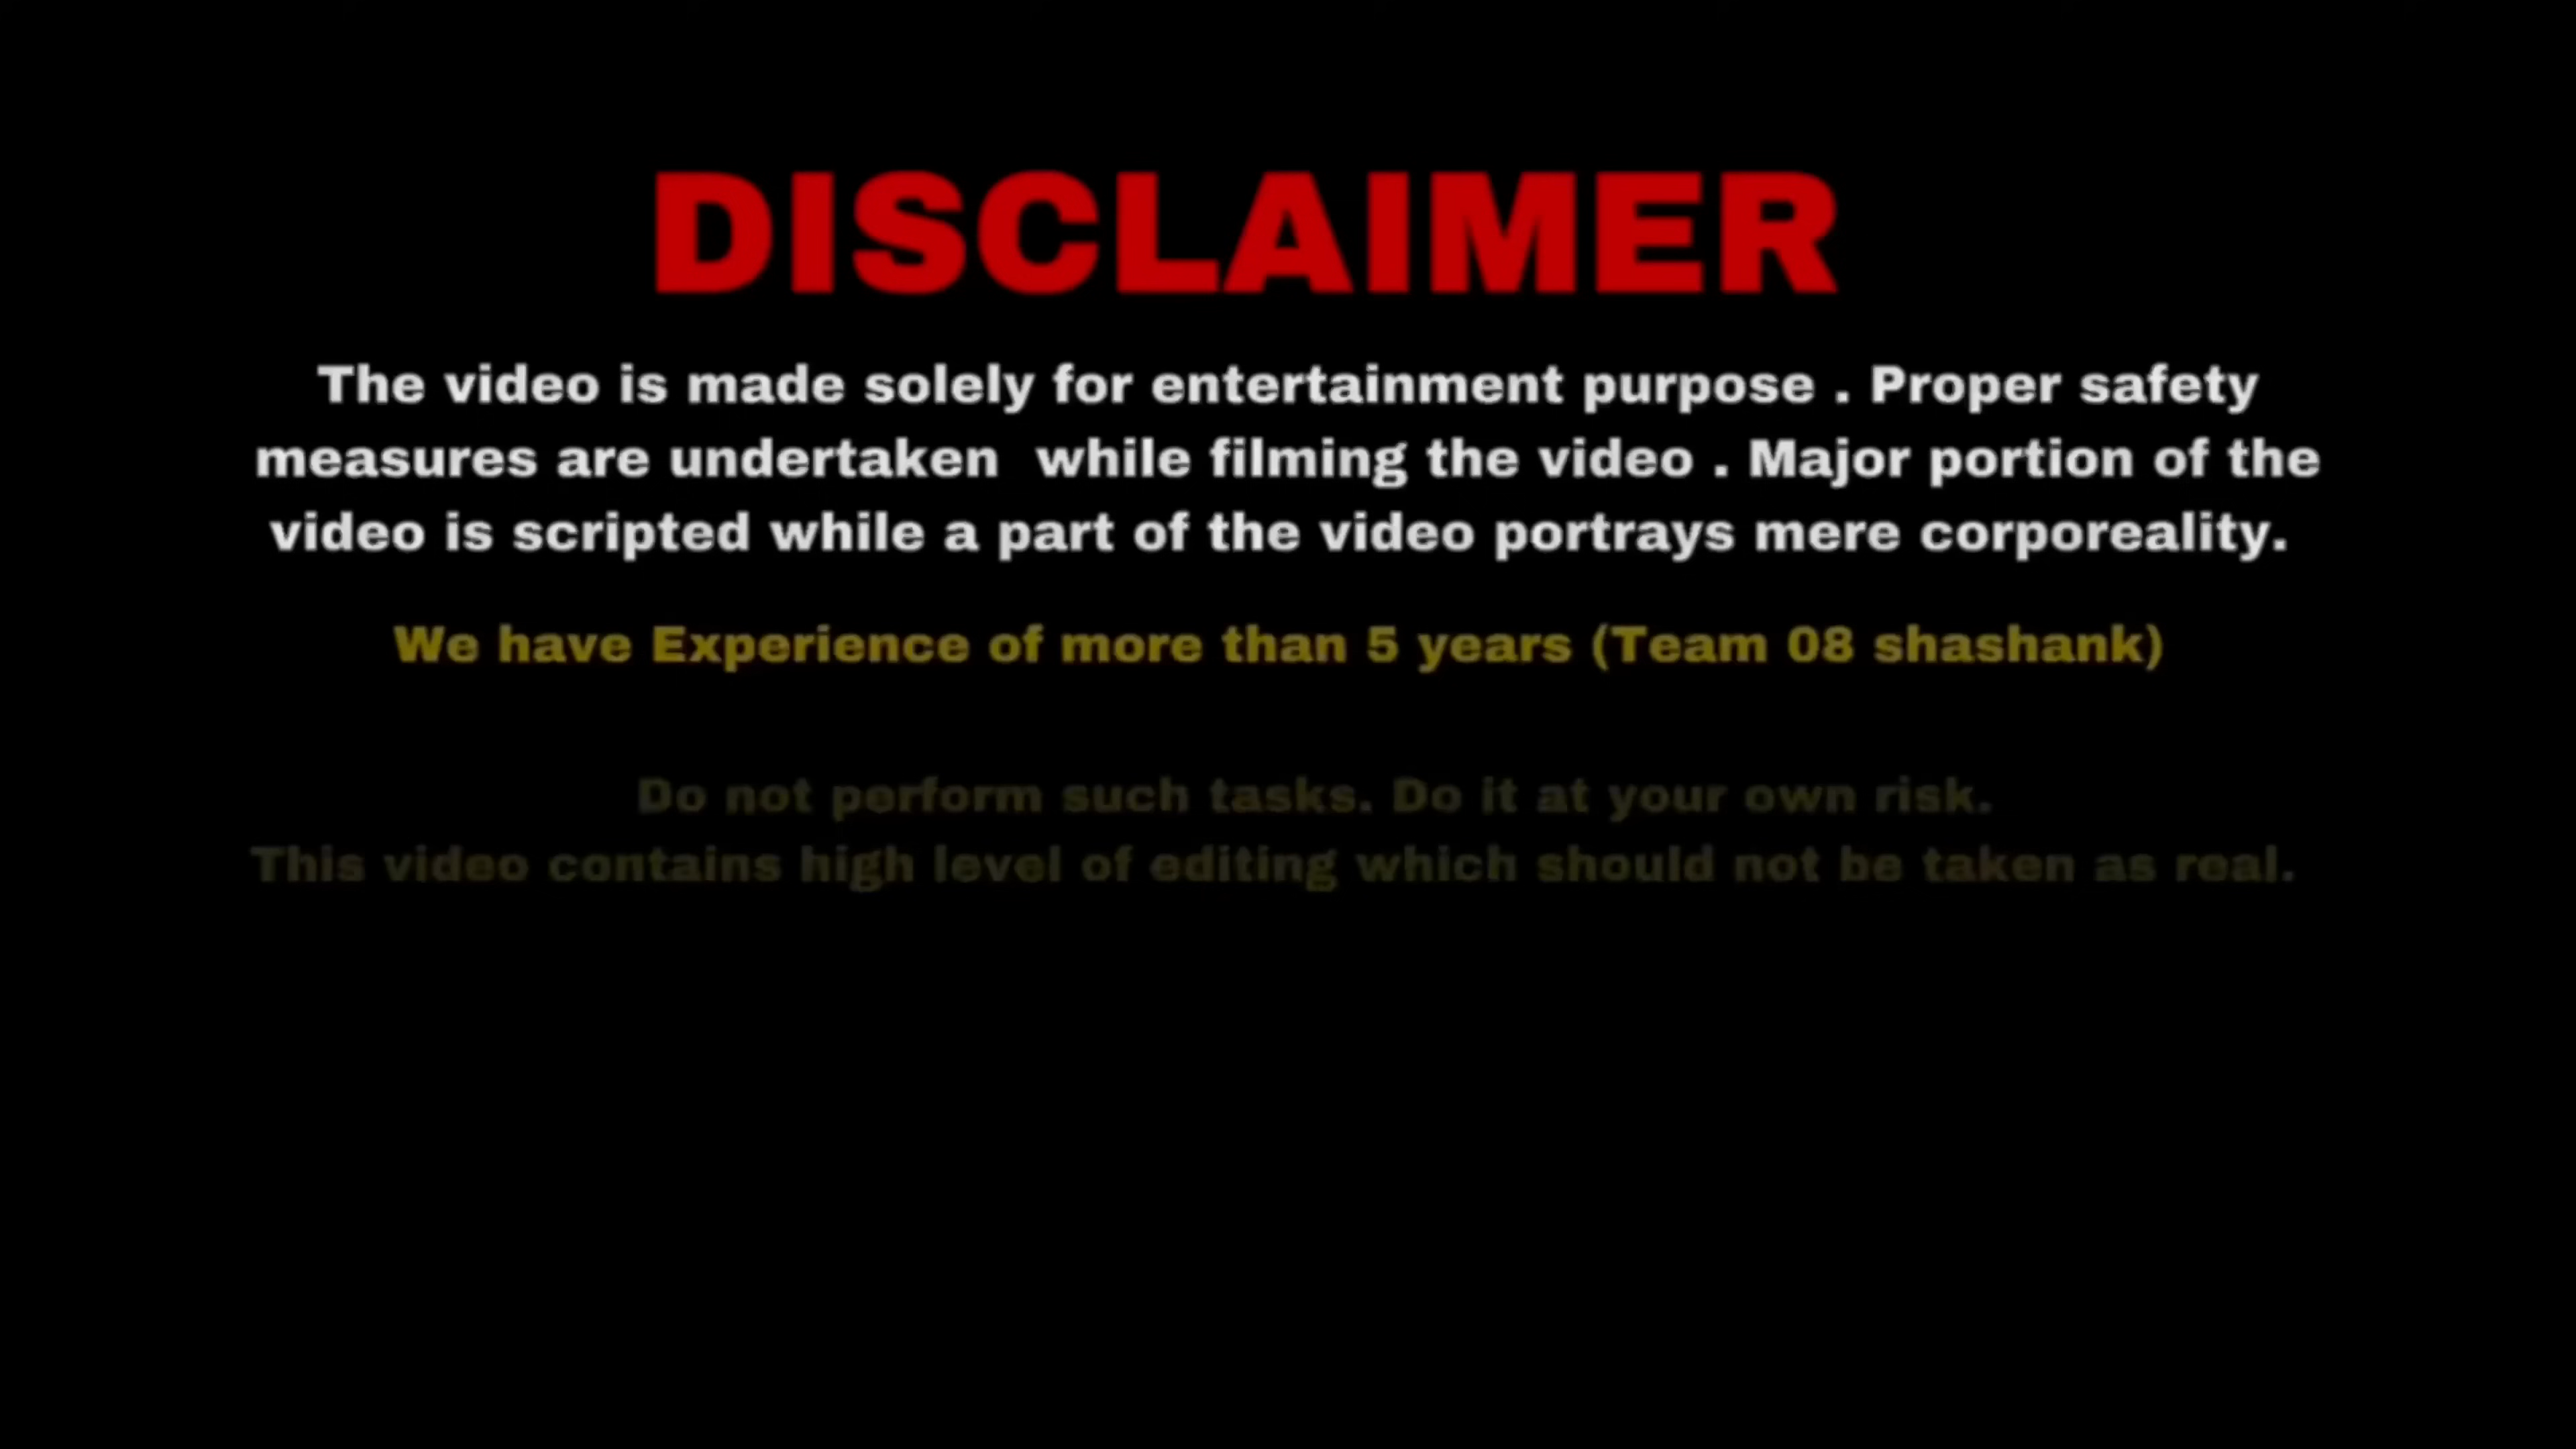 DISCLAIMER
The video is made solely for entertainment purpose . Proper safety
measures are undertaken  while filming the video . Major portion of the
video is scripted while a part of the video portrays mere corporeality.
We have Experience of more than 5 years (Team 08 shashank)
Do not perform such tasks. Do it at your own risk.
This video contains high level of editing which should not be taken as real.